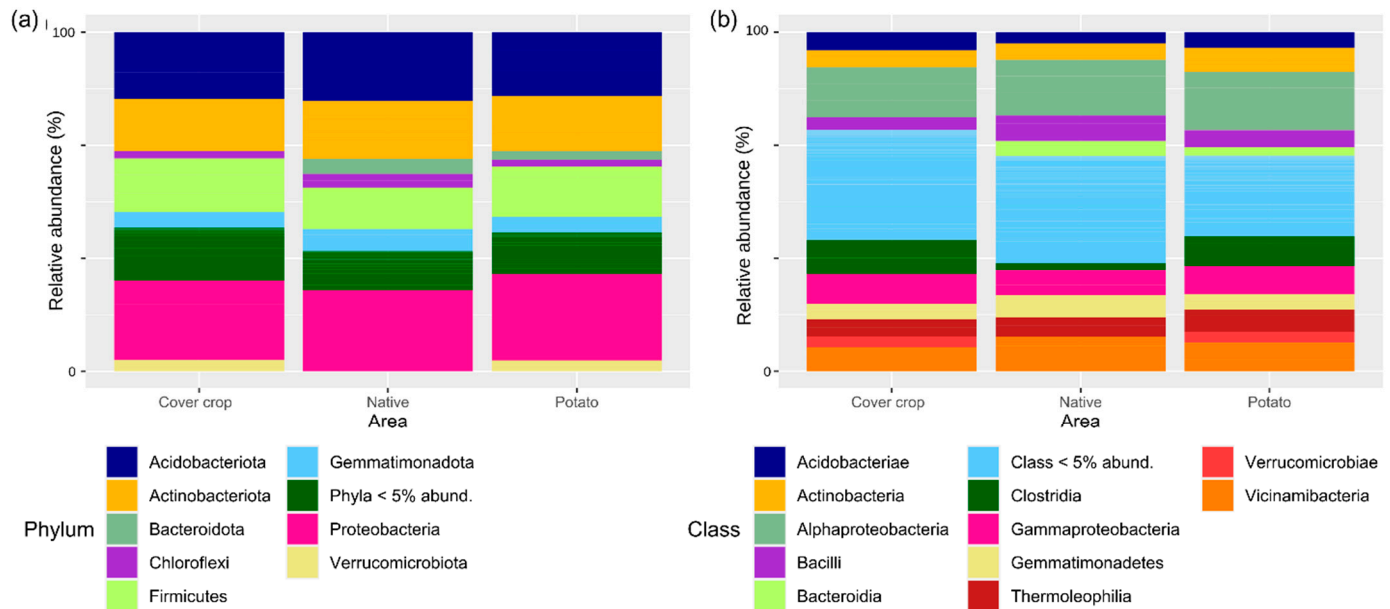 (a)
100
Relative abundance (%)
0
Cover crop
Native
Potato
Area
Phylum
Acidobacteriota
Actinobacteriota
Bacteroidota
Chloroflexi
Firmicutes
Gemmatimonadota
Phyla < 5% abund.
Proteobacteria
Verrucomicrobiota
(b)
100
Relative abundance (%)
0
Cover crop
Native
Potato
Area
Class
Acidobacteriae
Actinobacteria
Alphaproteobacteria
Bacilli
Bacteroidia
Class < 5% abund.
Clostridia
Gammaproteobacteria
Gemmatimonadetes
Thermoleophilia
Verrucomicrobiae
Vicinamibacteria